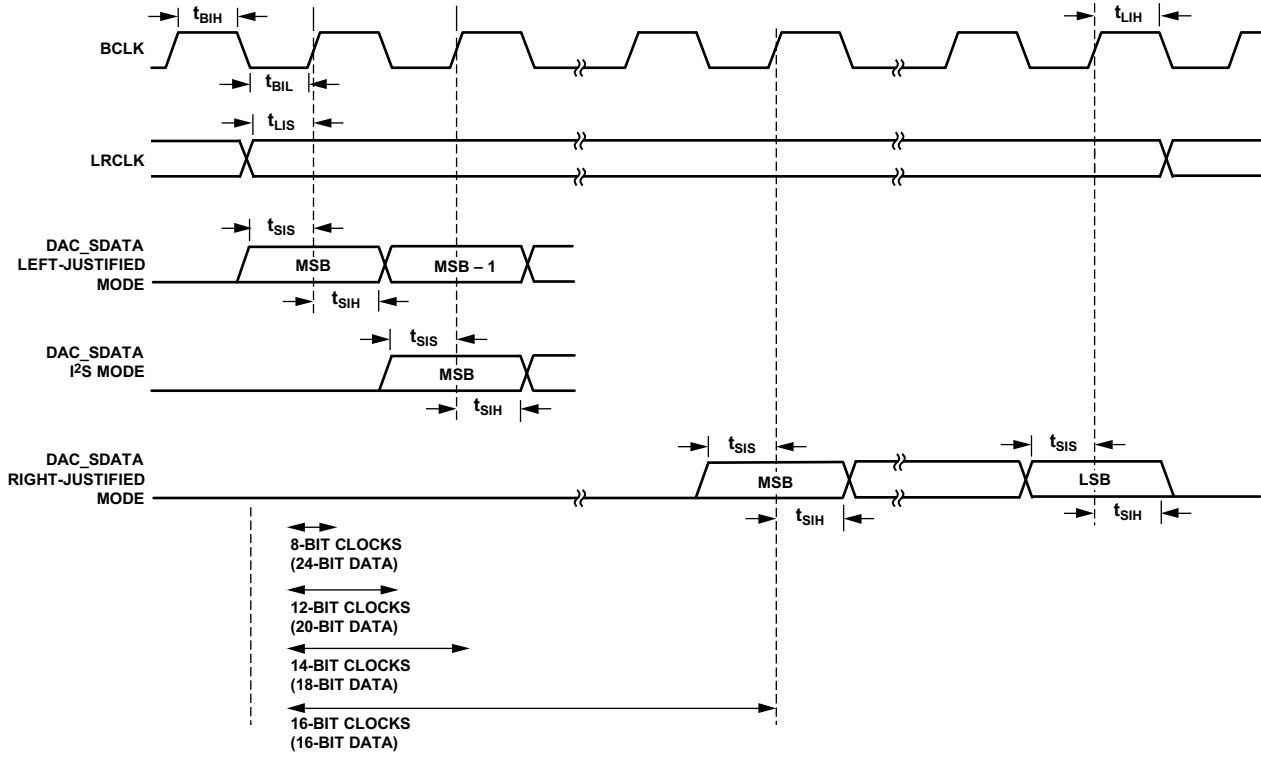 tBIH
tLIH
BCLK
tBIL
tLIS
LRCLK
tSIS
DAC_SDATA
LEFT-JUSTIFIED
MODE
MSB
MSB – 1
tSIH
DAC_SDATA
I2S MODE
tSIS
MSB
tSIH
DAC_SDATA
RIGHT-JUSTIFIED
MODE
tSIS
tSIS
MSB
LSB
tSIH
tSIH
8-BIT CLOCKS
(24-BIT DATA)
12-BIT CLOCKS
(20-BIT DATA)
14-BIT CLOCKS
(18-BIT DATA)
16-BIT CLOCKS
(16-BIT DATA)